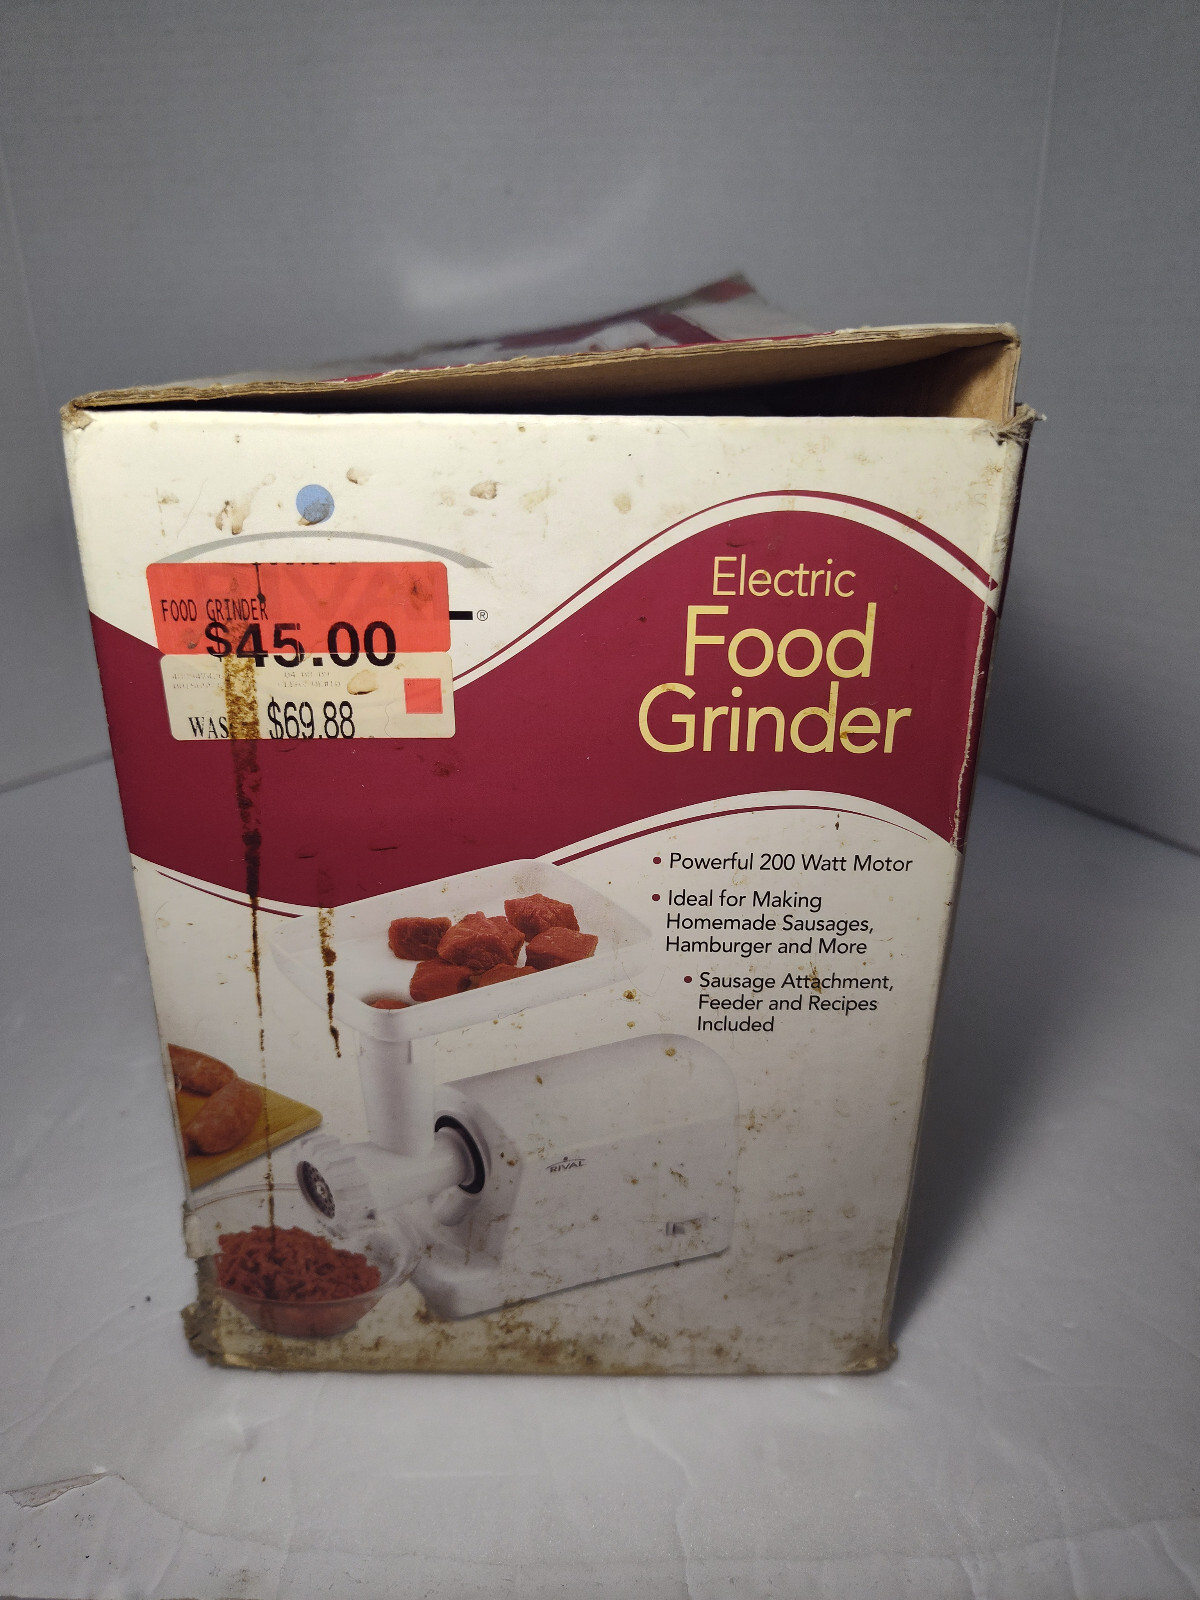 RIVAL
®
FOOD GRINDER
$45.00
WAS $69.88
Electric
Food
Grinder
• Powerful 200 Watt Motor
• Ideal for Making
Homemade Sausages,
Hamburger and More
• Sausage Attachment,
Feeder and Recipes
Included
RIVAL